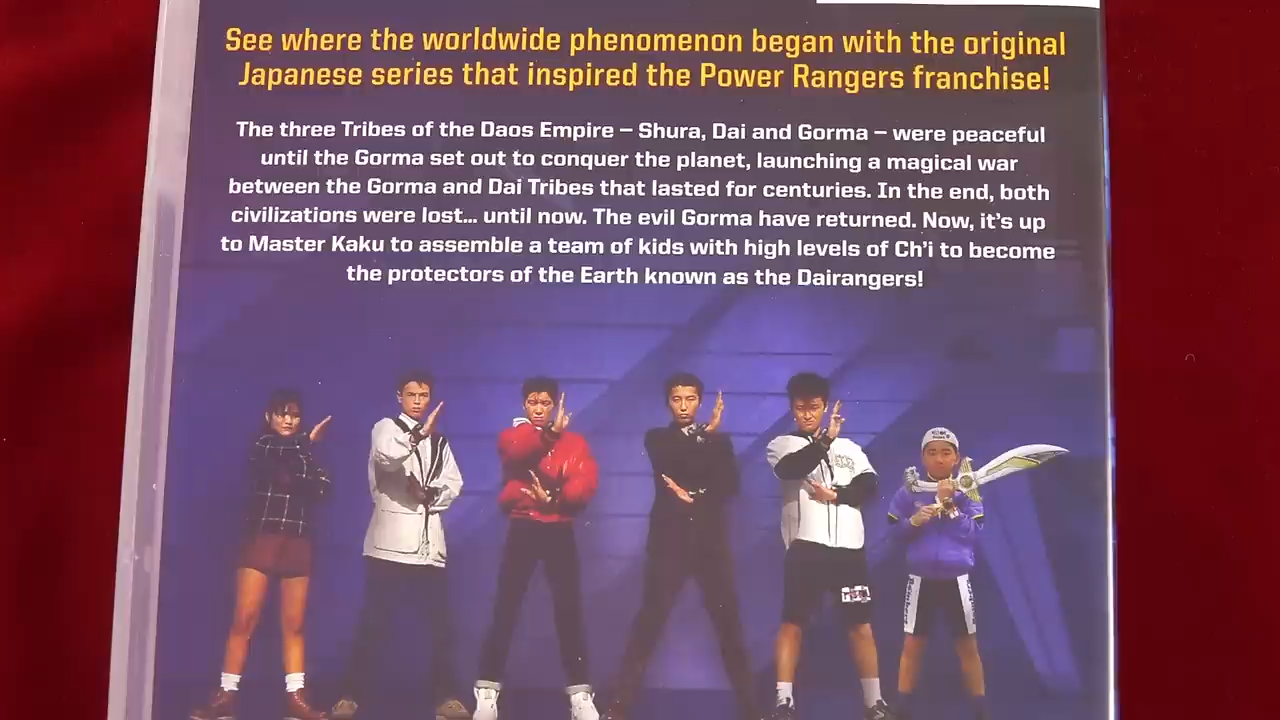 See where the worldwide phenomenon began with the original
Japanese series that inspired the Power Rangers franchise!
The three Tribes of the Daos Empire – Shura, Dai and Gorma – were peaceful
until the Gorma set out to conquer the planet, launching a magical war
between the Gorma and Dai Tribes that lasted for centuries. In the end, both
civilizations were lost... until now. The evil Gorma have returned. Now, it's up
to Master Kaku to assemble a team of kids with high levels of Ch'i to become
the protectors of the Earth known as the Dairangers!